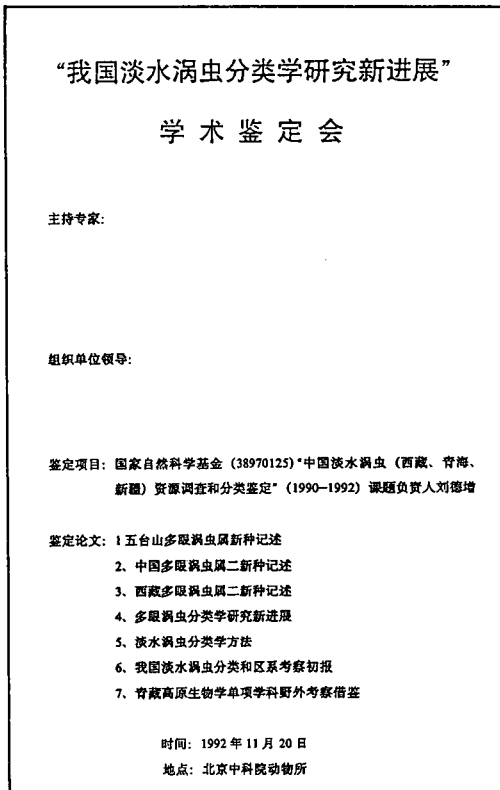 “我国淡水涡虫分类学研究新进展”
学术鉴定会
主持专家:
组织单位领导:
鉴定项目: 国家自然科学基金 (38970125) “中国淡水涡虫 (西藏、青海、
新疆) 资源调查和分类鉴定” (1990—1992) 课题负责人刘德增
鉴定论文: 1 五台山多眼涡虫属新种记述
2、中国多眼涡虫属二新种记述
3、西藏多眼涡虫属二新种记述
4、多眼涡虫分类学研究新进展
5、淡水涡虫分类学方法
6、我国淡水涡虫分类和区系考察初报
7、青藏高原生物学单项学科野外考察借鉴
时间: 1992 年 11 月 20 日
地点: 北京中科院动物所